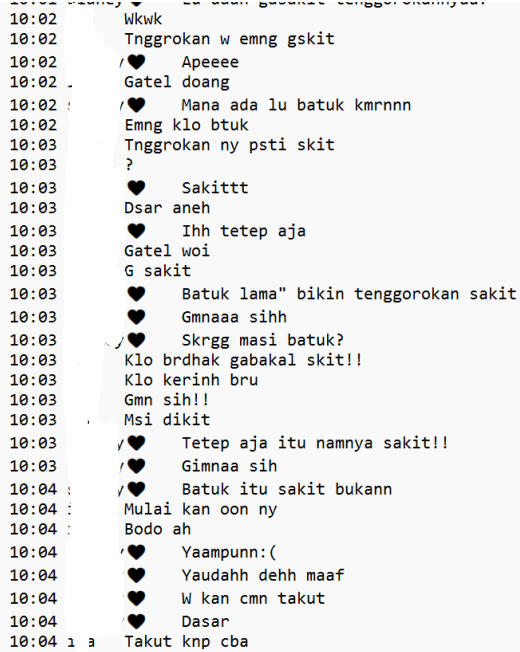 10:02 Wkwk
10:02 Tnggrokan w emng gskit
10:02 ♥ Apeeee
10:02 Gatel doang
10:02 ♥ Mana ada lu batuk kmrnnn
10:02 Emng klo btuk
10:03 Tnggrokan ny psti skit
10:03 ?
10:03 ♥ Sakittt
10:03 Dsar aneh
10:03 ♥ Ihh tetep aja
10:03 Gatel woi
10:03 G sakit
10:03 ♥ Batuk lama" bikin tenggorokan sakit
10:03 ♥ Gmnaaa sihh
10:03 ♥ Skrgg masi batuk?
10:03 Klo brdhak gabakal skit!!
10:03 Klo kerinh bru
10:03 Gmn sih!!
10:03 Msi dikit
10:03 ♥ Tetep aja itu namnya sakit!!
10:03 ♥ Gimnaa sih
10:04 ♥ Batuk itu sakit bukann
10:04 Mulai kan oon ny
10:04 Bodo ah
10:04 ♥ Yaampunn:(
10:04 ♥ Yaudahh dehh maaf
10:04 ♥ W kan cmn takut
10:04 ♥ Dasar
10:04 Takut knp cba